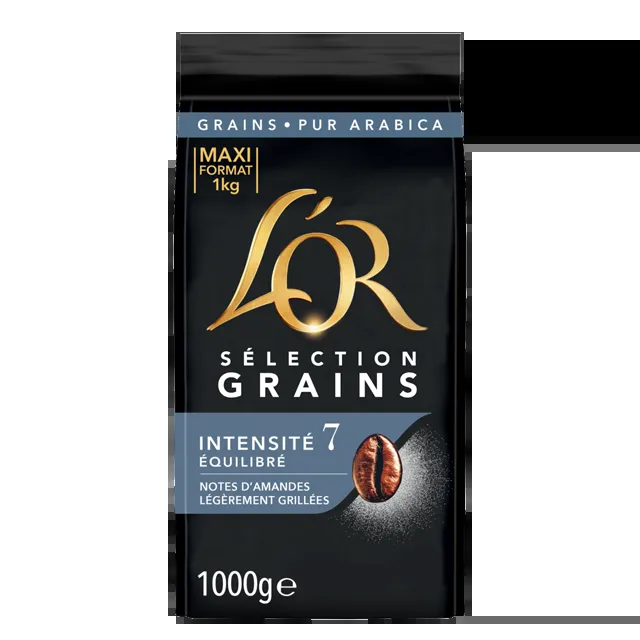 GRAINS • PUR ARABICA
MAXI
FORMAT
1kg
L'OR
SÉLECTION
GRAINS
INTENSITÉ 7
ÉQUILIBRÉ
NOTES D'AMANDES
LÉGÈREMENT GRILLÉES
1000g℮